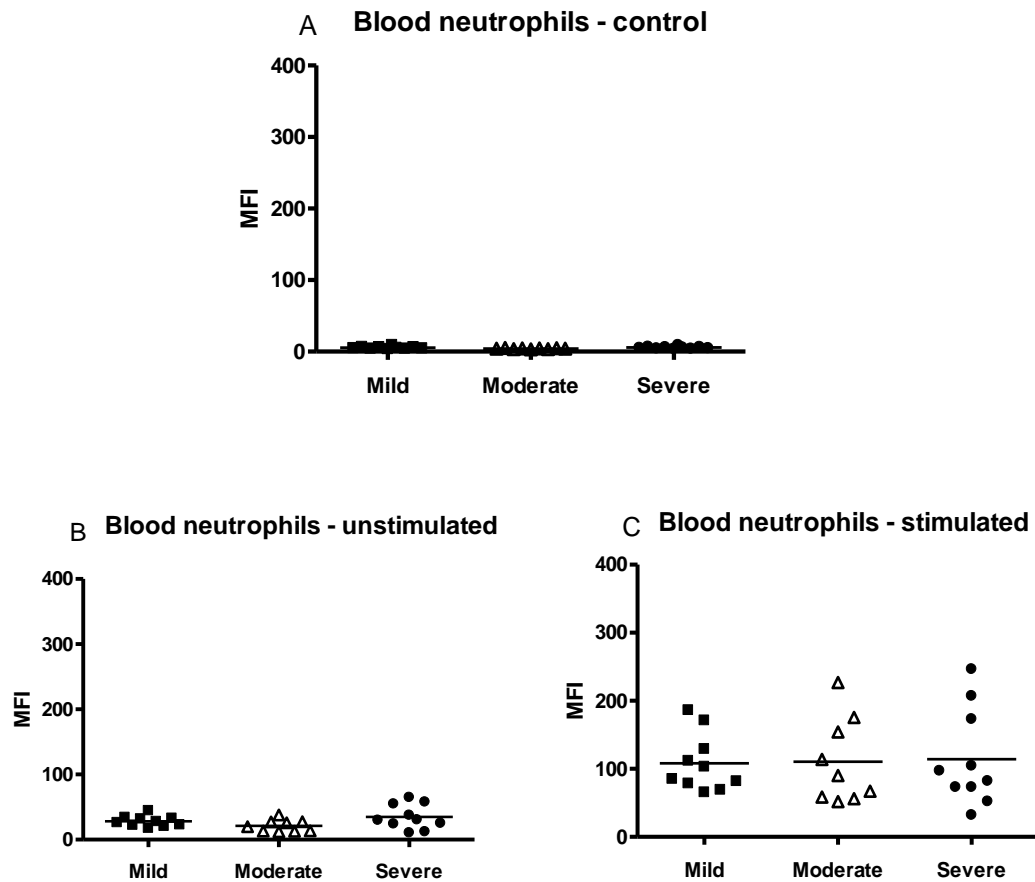 A Blood neutrophils - control
400
300
200
100
0
MFI
Mild Moderate Severe
B Blood neutrophils - unstimulated
400
300
200
100
0
MFI
Mild Moderate Severe
C Blood neutrophils - stimulated
400
300
200
100
0
MFI
Mild Moderate Severe